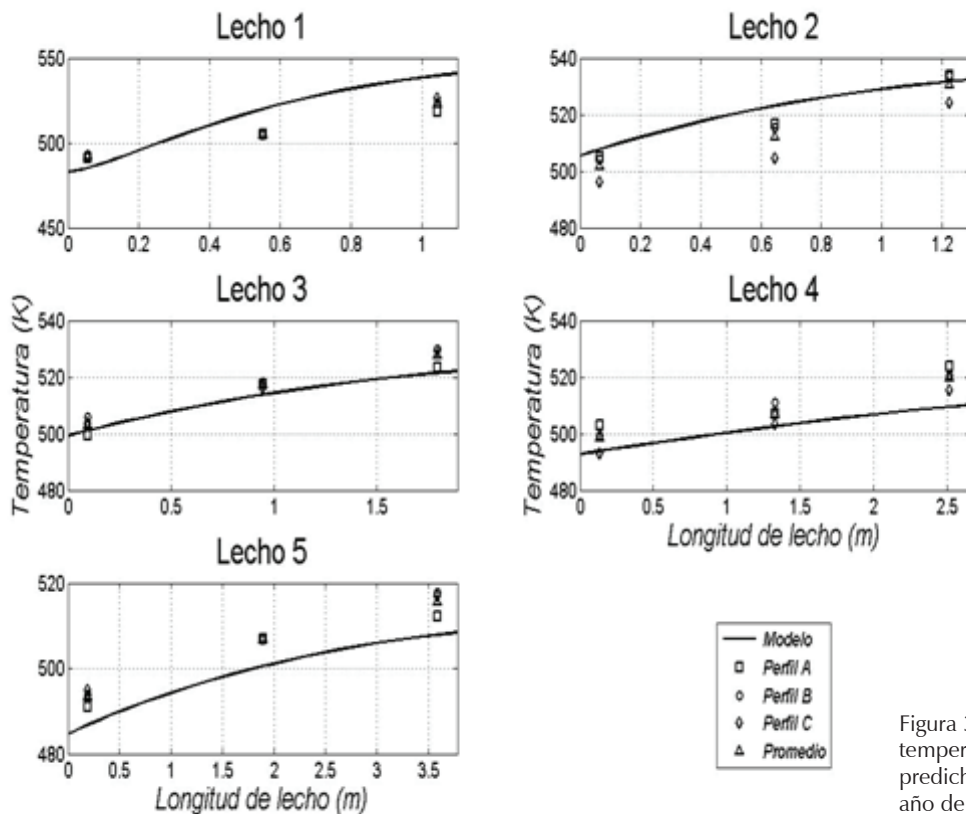 Lecho 1
550
500
450
0 0.2 0.4 0.6 0.8 1
Lecho 2
540
520
500
480
0 0.2 0.4 0.6 0.8 1 1.2
Lecho 3
Temperatura (K)
540
520
500
480
0 0.5 1 1.5
Lecho 4
Temperatura (K)
540
520
500
480
0 0.5 1 1.5 2 2.5
Longitud de lecho (m)
Lecho 5
520
500
480
0 0.5 1 1.5 2 2.5 3 3.5
Longitud de lecho (m)
Modelo
Perfil A
Perfil B
Perfil C
Promedio
Figura 3
temper
predich
año de